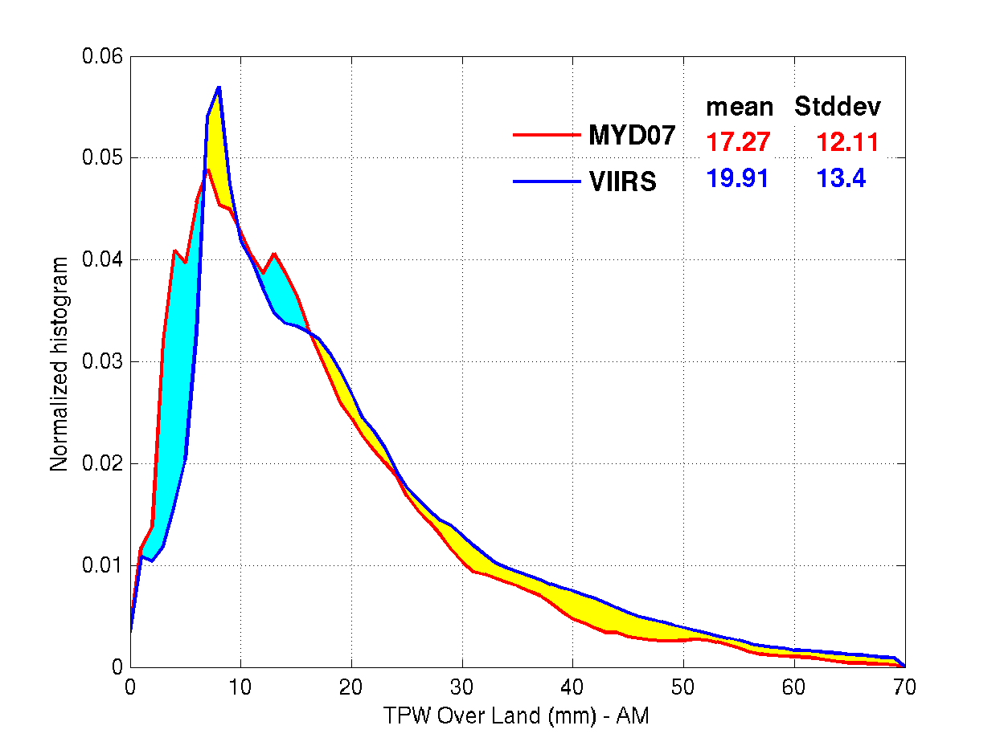 0.06
mean Stddev
MYD07 17.27 12.11
0.05
VIIRS 19.91 13.4
0.04
Normalized histogram
0.03
0.02
0.01
0
0 10 20 30 40 50 60 70
TPW Over Land (mm) - AM